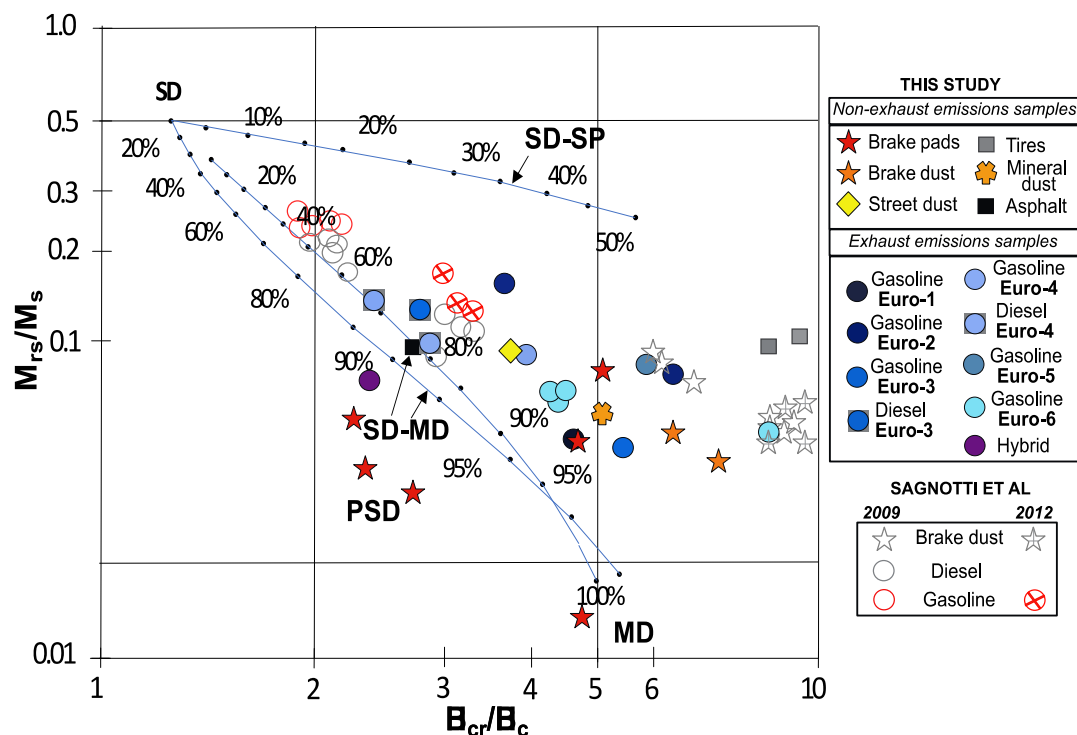 1.0
0.5
0.3
0.2
0.1
0.01
Mrs/Ms
1
2
3
4
5
6
10
Bcr/Bc
SD
10%
20%
30%
SD-SP
40%
50%
20%
40%
60%
80%
90%
95%
20%
40%
60%
80%
90%
95%
100%
SD-MD
PSD
MD
THIS STUDY
Non-exhaust emissions samples
Brake pads
Brake dust
Street dust
Tires
Mineral
dust
Asphalt
Exhaust emissions samples
Gasoline
Euro-1
Gasoline
Euro-2
Gasoline
Euro-3
Diesel
Euro-3
Gasoline
Euro-4
Diesel
Euro-4
Gasoline
Euro-5
Gasoline
Euro-6
Hybrid
SAGNOTTI ET AL
2009 2012
Brake dust
Diesel
Gasoline